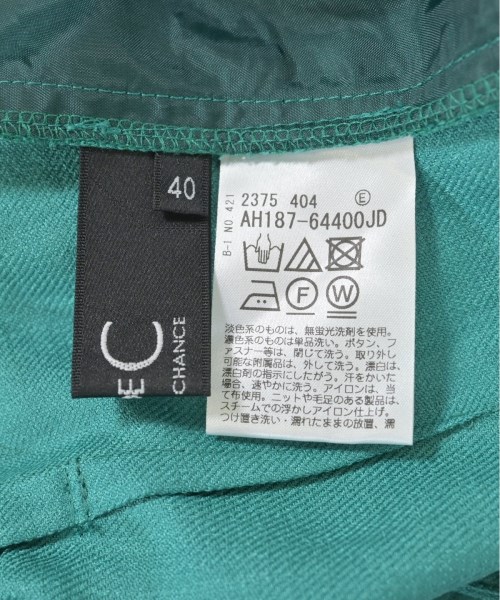 40
EC
CHANCE
B-I NO 421
2375 404 Ⓔ
AH187-64400JD
F W
淡色系のものは、無蛍光洗剤を使用。
濃色系のものは単品洗い。ボタン、フ
ァスナー等は、閉じて洗う。取り外し
可能な附属品は、外して洗う。漂白は、
漂白剤の指示にしたがう。汗をかいた
場合、速やかに洗う。アイロンは、当
て布使用。ニットや毛足のある製品は、
スチームでの浮かしアイロン仕上げ。
つけ置き洗い・濡れたままの放置、濡